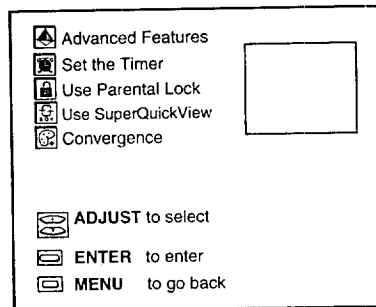 Advanced Features
Set the Timer
Use Parental Lock
Use SuperQuickView
Convergence
ADJUST to select
ENTER to enter
MENU to go back